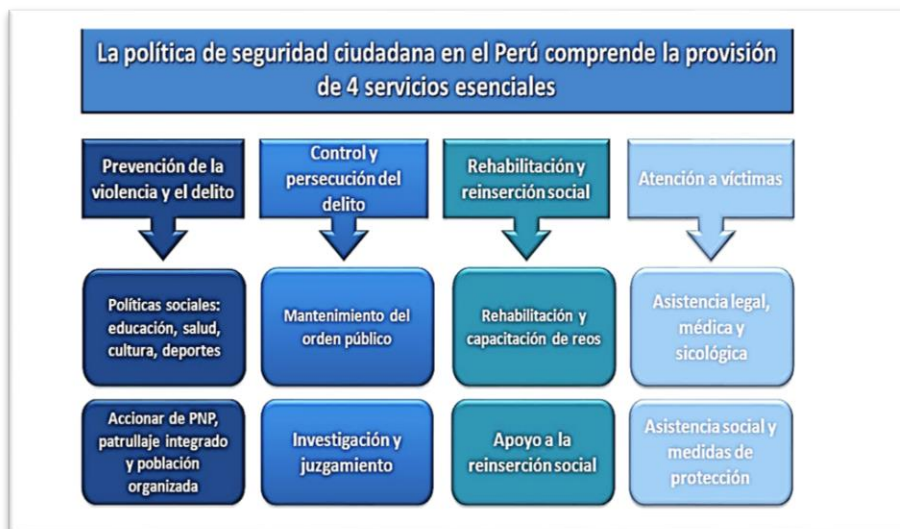 La política de seguridad ciudadana en el Perú comprende la provisión
de 4 servicios esenciales
Prevención de la
violencia y el delito
Control y
persecución del
delito
Rehabilitación y
reinserción social
Atención a víctimas
Políticas sociales:
educación, salud,
cultura, deportes
Mantenimiento del
orden público
Rehabilitación y
capacitación de reos
Asistencia legal,
médica y
sicológica
Accionar de PNP,
patrullaje integrado
y población
organizada
Investigación y
juzgamiento
Apoyo a la
reinserción social
Asistencia social y
medidas de
protección